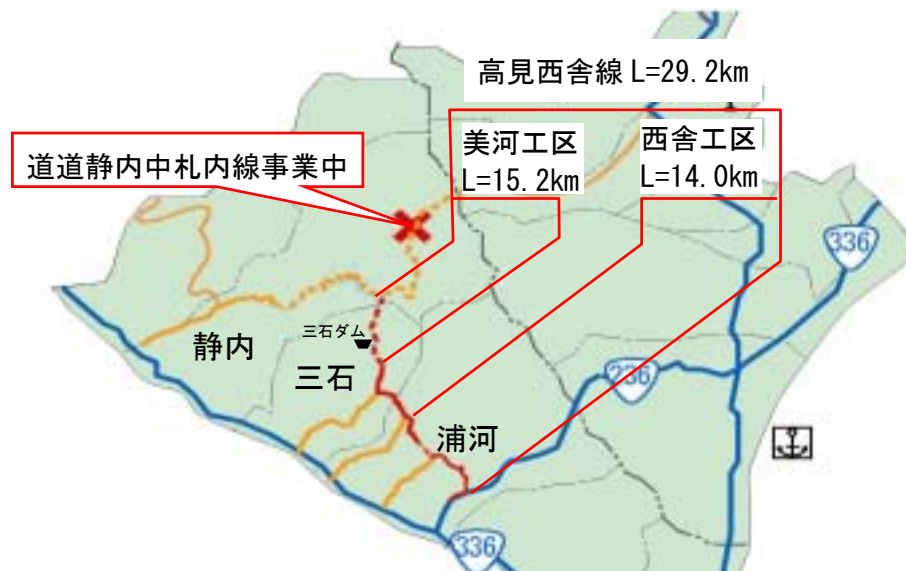 高見西舎線 L=29.2km
美河工区
L=15.2km
西舎工区
L=14.0km
道道静内中札内線事業中
336
三石ダム
静内
三石
236
浦河
336